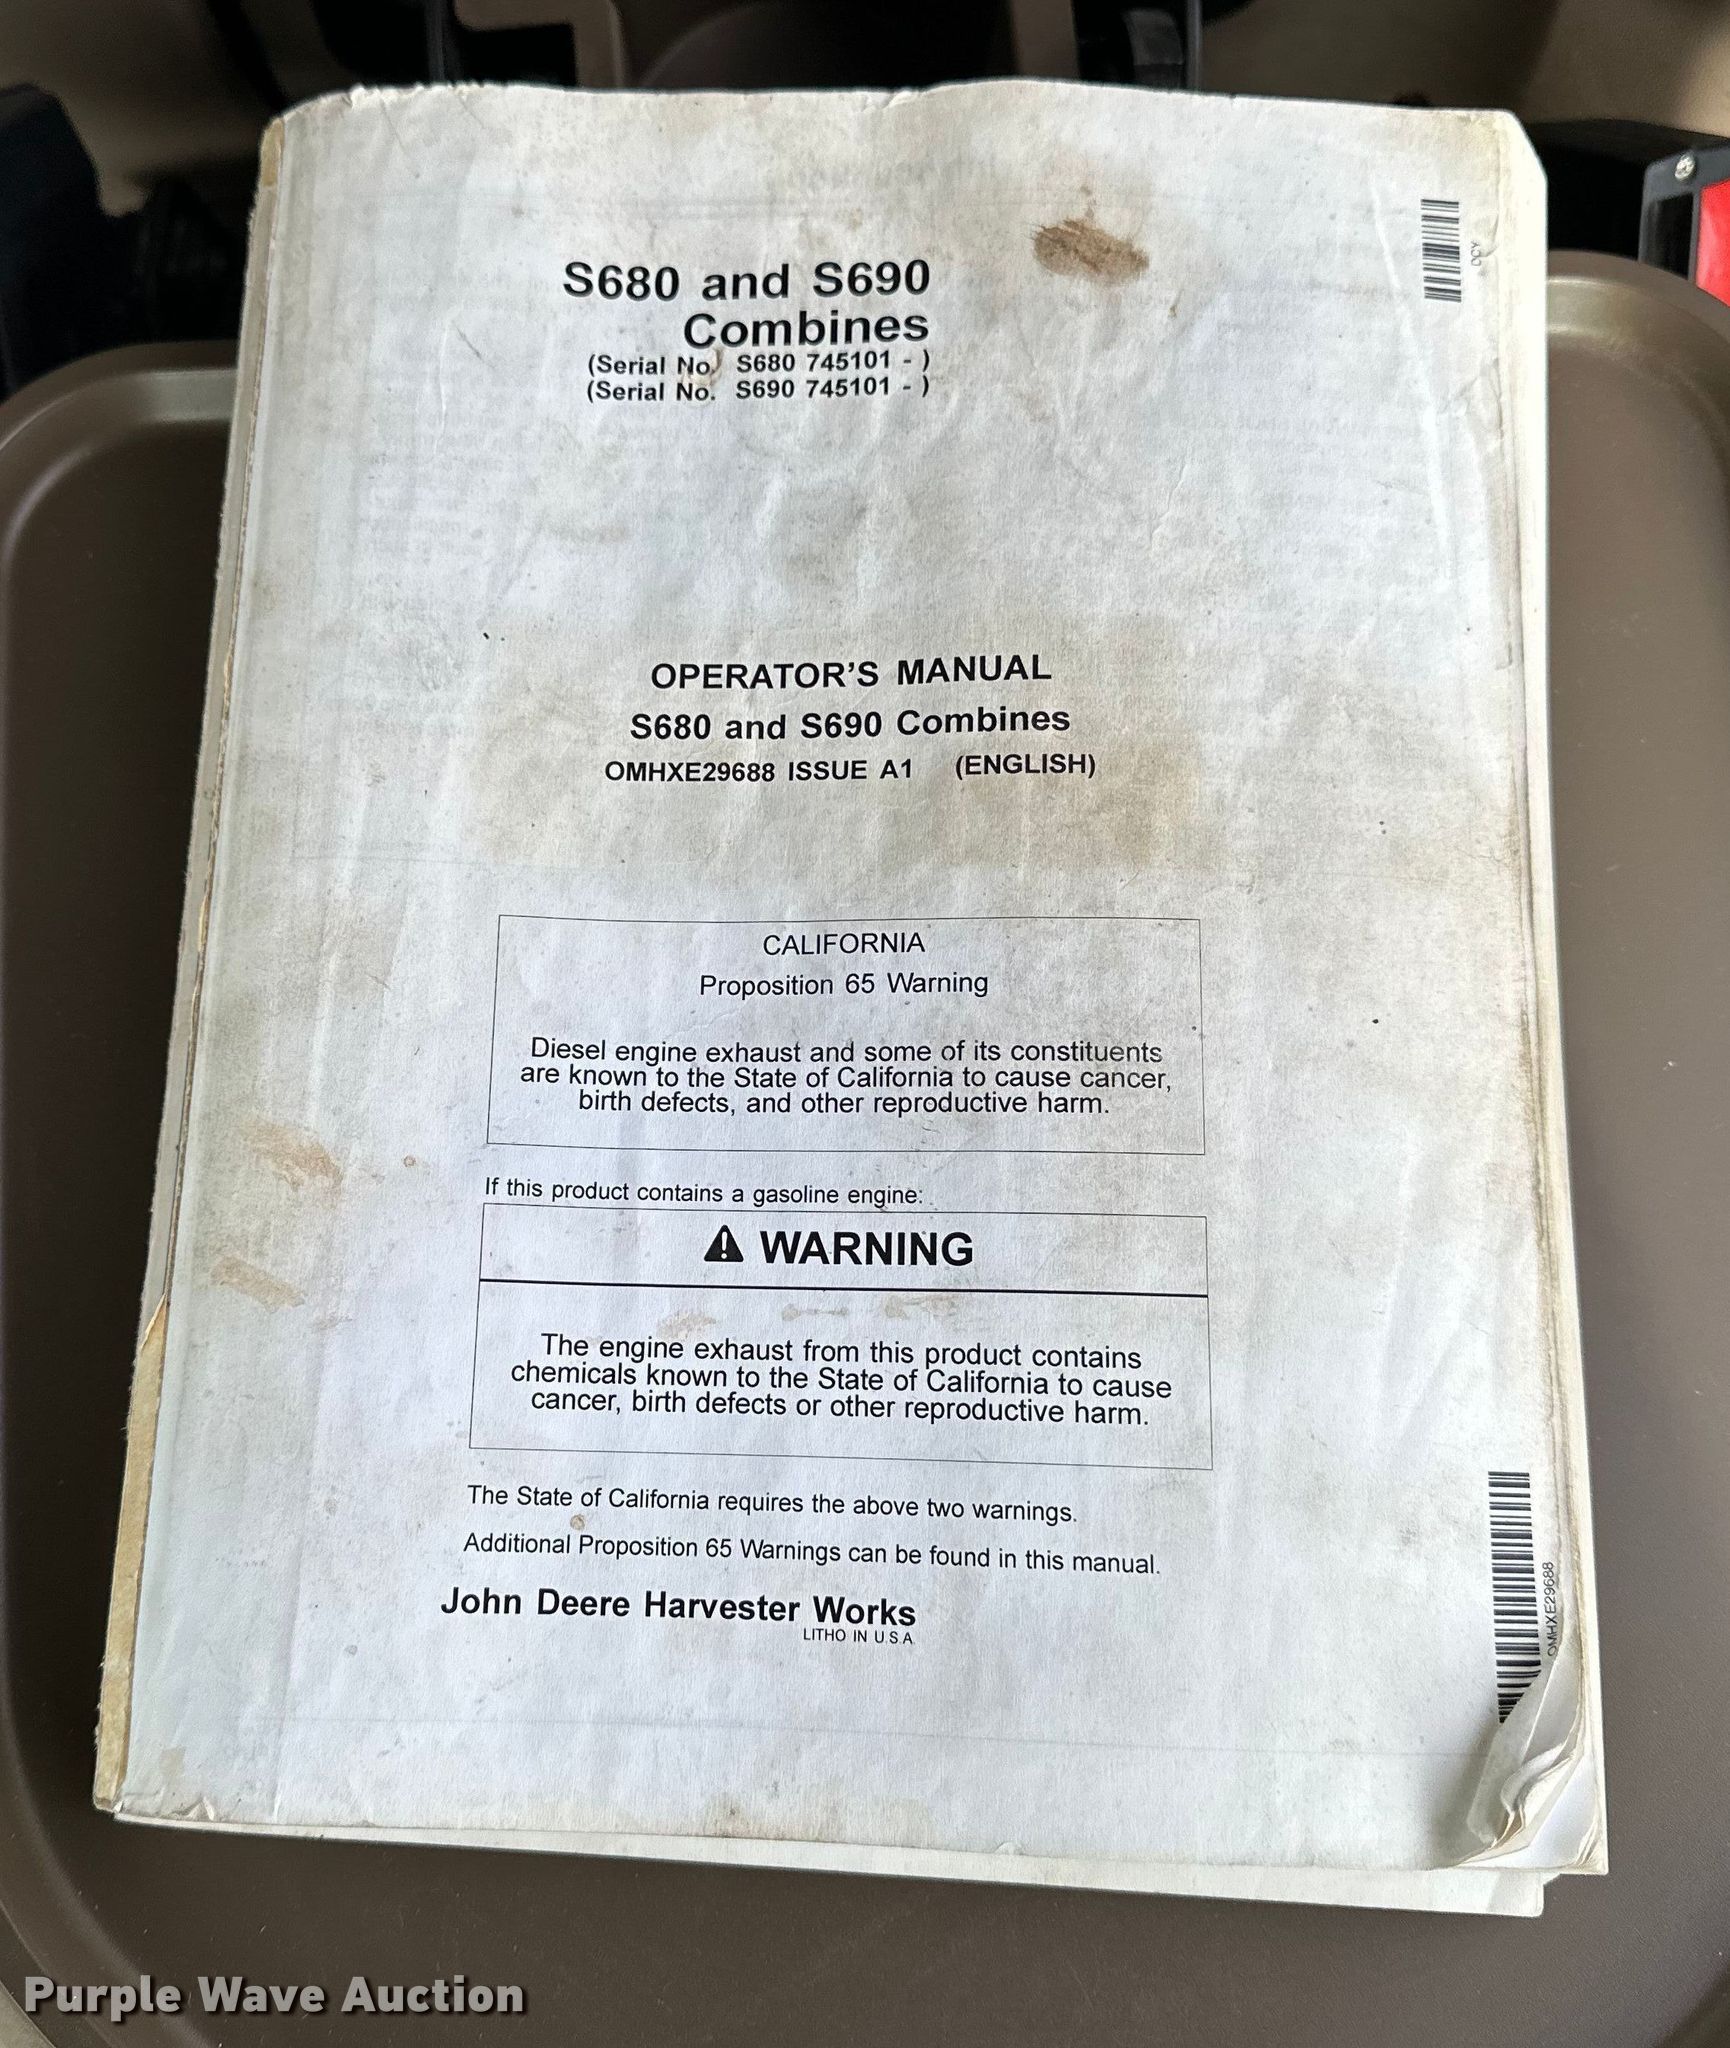 S680 and S690
Combines
(Serial No. S680 745101 - )
(Serial No. S690 745101 - )
DCY
OPERATOR'S MANUAL
S680 and S690 Combines
OMHXE29688 ISSUE A1 (ENGLISH)
CALIFORNIA
Proposition 65 Warning
Diesel engine exhaust and some of its constituents
are known to the State of California to cause cancer,
birth defects, and other reproductive harm.
If this product contains a gasoline engine:
WARNING
The engine exhaust from this product contains
chemicals known to the State of California to cause
cancer, birth defects or other reproductive harm.
The State of California requires the above two warnings.
Additional Proposition 65 Warnings can be found in this manual.
John Deere Harvester Works
LITHO IN U.S.A.
OMHXE29688
Purple Wave Auction